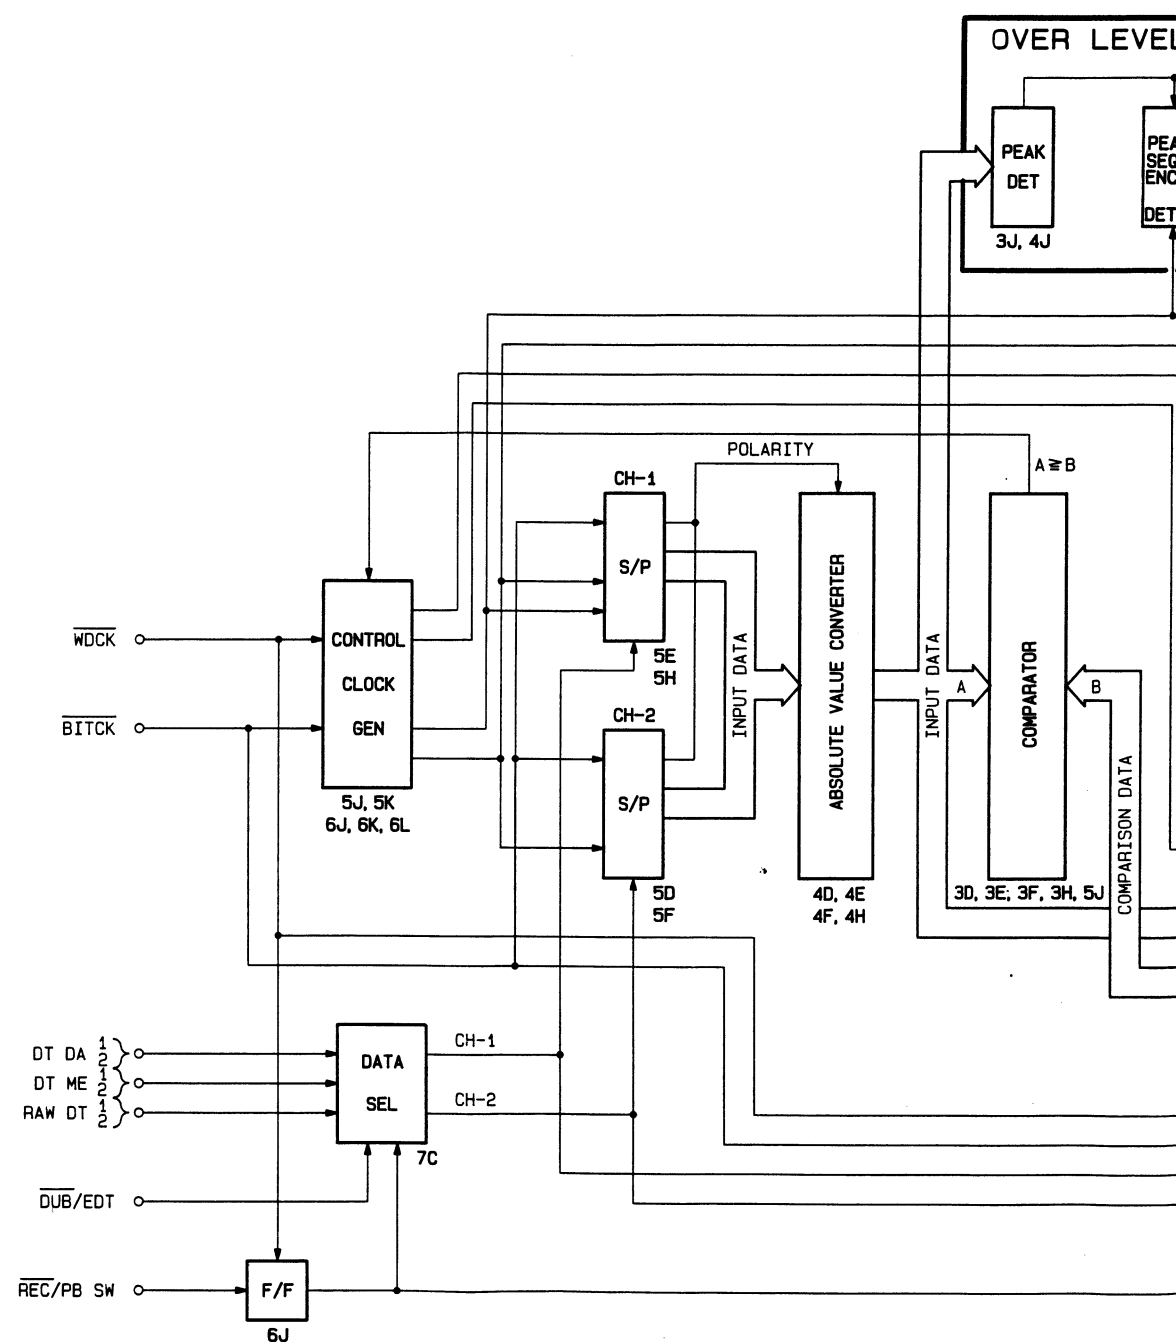 OVER LEVEL
PEAK
DET
3J, 4J
PEA
SEG
ENC
DET
POLARITY
A≧B
CH-1
S/P
5E
5H
CH-2
S/P
5D
5F
WDCK
BITCK
CONTROL
CLOCK
GEN
5J, 5K
6J, 6K, 6L
INPUT DATA
ABSOLUTE VALUE CONVERTER
4D, 4E
4F, 4H
INPUT DATA
A
COMPARATOR
B
3D, 3E, 3F, 3H, 5J
COMPARISON DATA
DT DA 1 2
DT ME 1 2
RAW DT 1 2
DATA
SEL
7C
CH-1
CH-2
DUB/EDT
REC/PB SW
F/F
6J